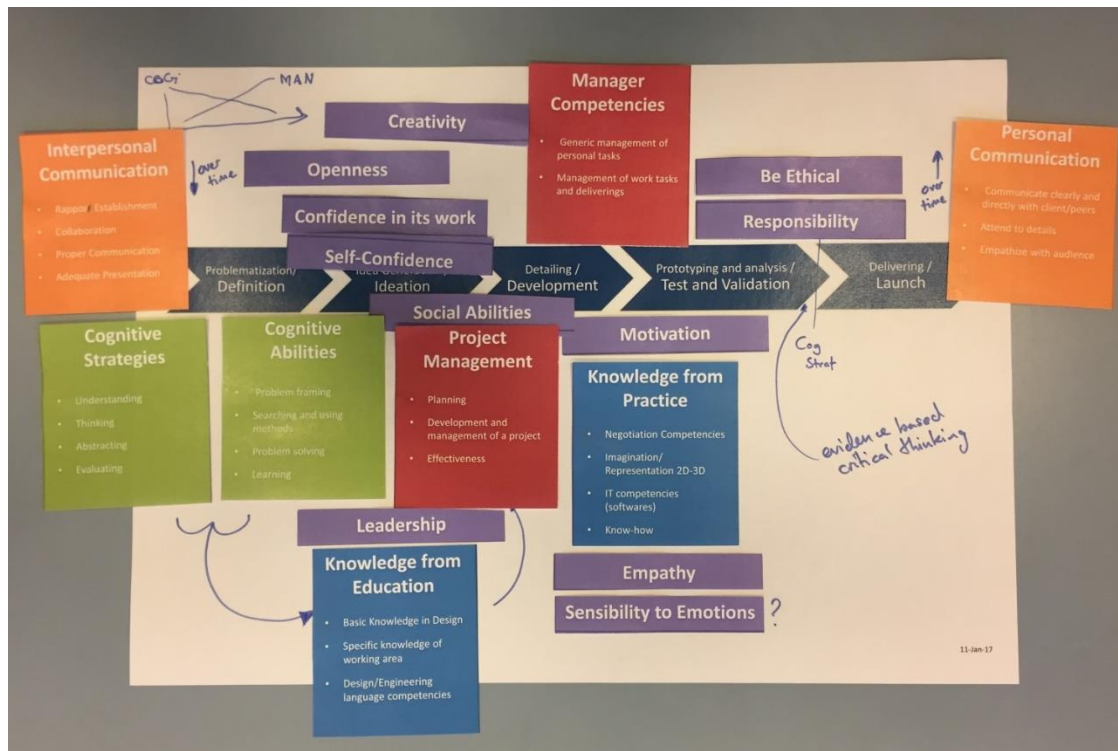 CBGi
MAN
Creativity
Manager
Competencies
• Generic management of
personal tasks
• Management of work tasks
and deliverings
Interpersonal
Communication
• Rappor/ Establishment
• Collaboration
• Proper Communication
• Adequate Presentation
↓ over
time
Openness
Confidence in its work
Self-Confidence
Be Ethical
Responsibility
↑
over
time
Personal
Communication
• Communicate clearly and
directly with client/peers
• Attend to details
• Empathize with audience
Problematization/
Definition
Ideation
Detailing /
Development
Prototyping and analysis /
Test and Validation
Delivering /
Launch
Social Abilities
Motivation
Cognitive
Strategies
• Understanding
• Thinking
• Abstracting
• Evaluating
Cognitive
Abilities
• Problem framing
• Searching and using
methods
• Problem solving
• Learning
Project
Management
• Planning
• Development and
management of a project
• Effectiveness
Knowledge from
Practice
• Negotiation Competencies
• Imagination/
Representation 2D-3D
• IT competencies
(softwares)
• Know-how
Cog
Strat
evidence based
critical thinking
Leadership
Knowledge from
Education
• Basic Knowledge in Design
• Specific knowledge of
working area
• Design/Engineering
language competencies
Empathy
Sensibility to Emotions ?
11-Jan-17